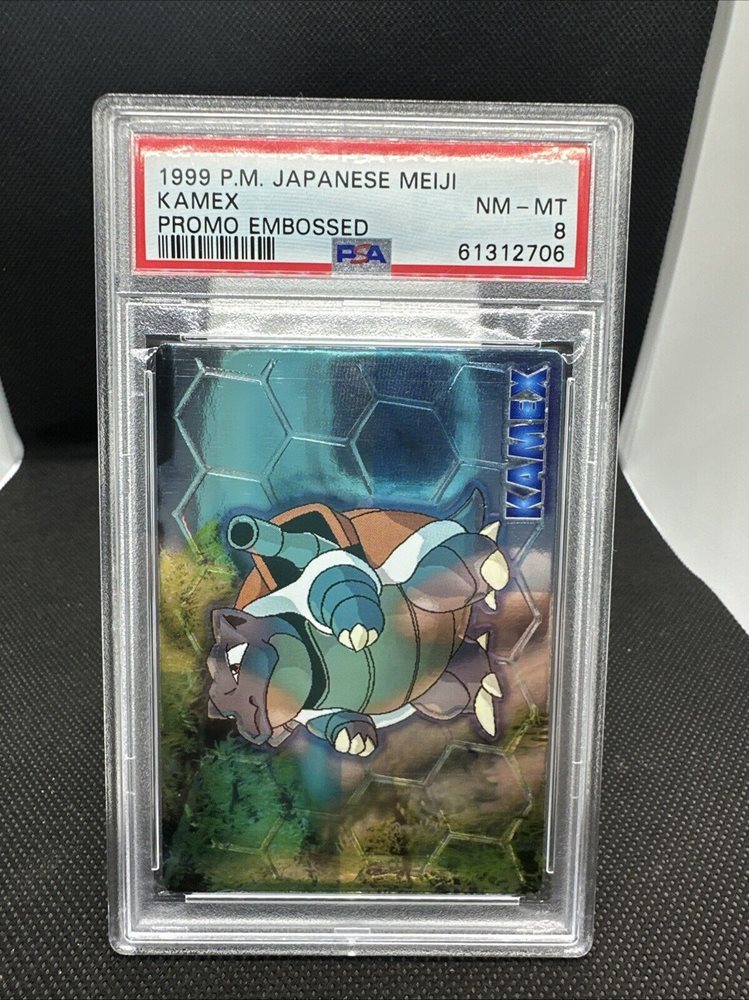 1999 P.M. JAPANESE MEIJI
KAMEX
NM - MT
PROMO EMBOSSED
8
PSA
61312706
KAMEX